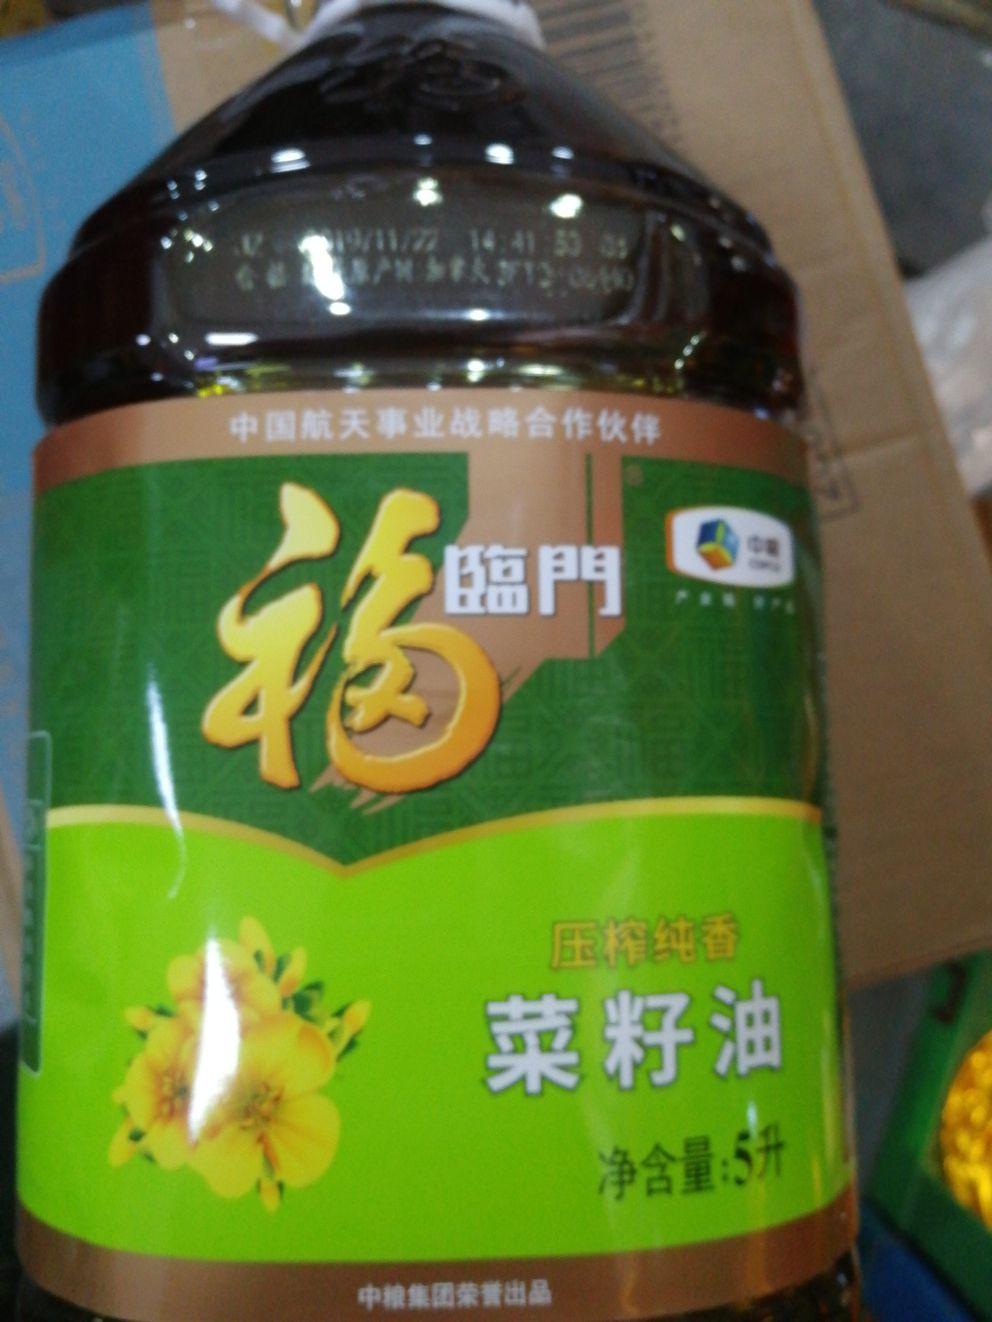 2019/11/22 14:41 53
中国航天事业战略合作伙伴
福
臨門
中粮
COFCO
压榨纯香
菜籽油
净含量:5升
中粮集团荣誉出品